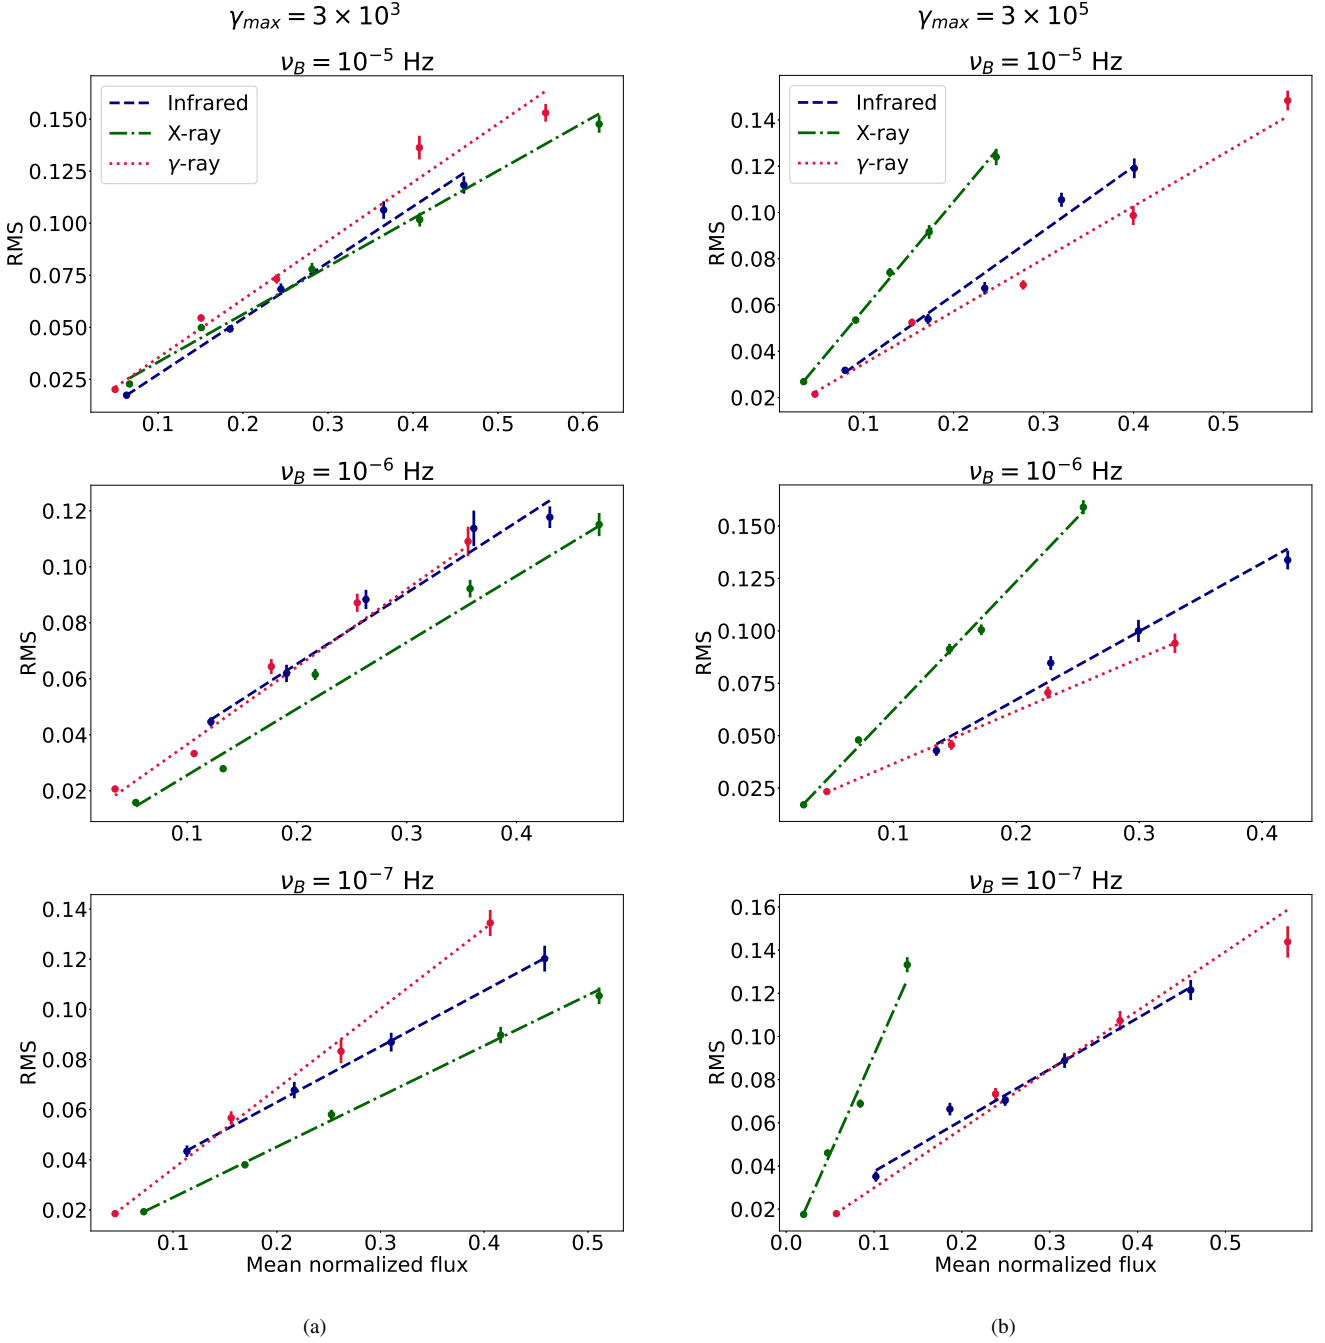 γmax = 3 × 10³
νB = 10⁻⁵ Hz
Infrared
X-ray
γ-ray
RMS
0.150
0.125
0.100
0.075
0.050
0.025
0.1 0.2 0.3 0.4 0.5 0.6
νB = 10⁻⁶ Hz
RMS
0.12
0.10
0.08
0.06
0.04
0.02
0.1 0.2 0.3 0.4
νB = 10⁻⁷ Hz
RMS
0.14
0.12
0.10
0.08
0.06
0.04
0.02
0.1 0.2 0.3 0.4 0.5
Mean normalized flux
(a)
γmax = 3 × 10⁵
νB = 10⁻⁵ Hz
Infrared
X-ray
γ-ray
RMS
0.14
0.12
0.10
0.08
0.06
0.04
0.02
0.1 0.2 0.3 0.4 0.5
νB = 10⁻⁶ Hz
RMS
0.150
0.125
0.100
0.075
0.050
0.025
0.1 0.2 0.3 0.4
νB = 10⁻⁷ Hz
RMS
0.16
0.14
0.12
0.10
0.08
0.06
0.04
0.02
0.0 0.1 0.2 0.3 0.4 0.5
Mean normalized flux
(b)